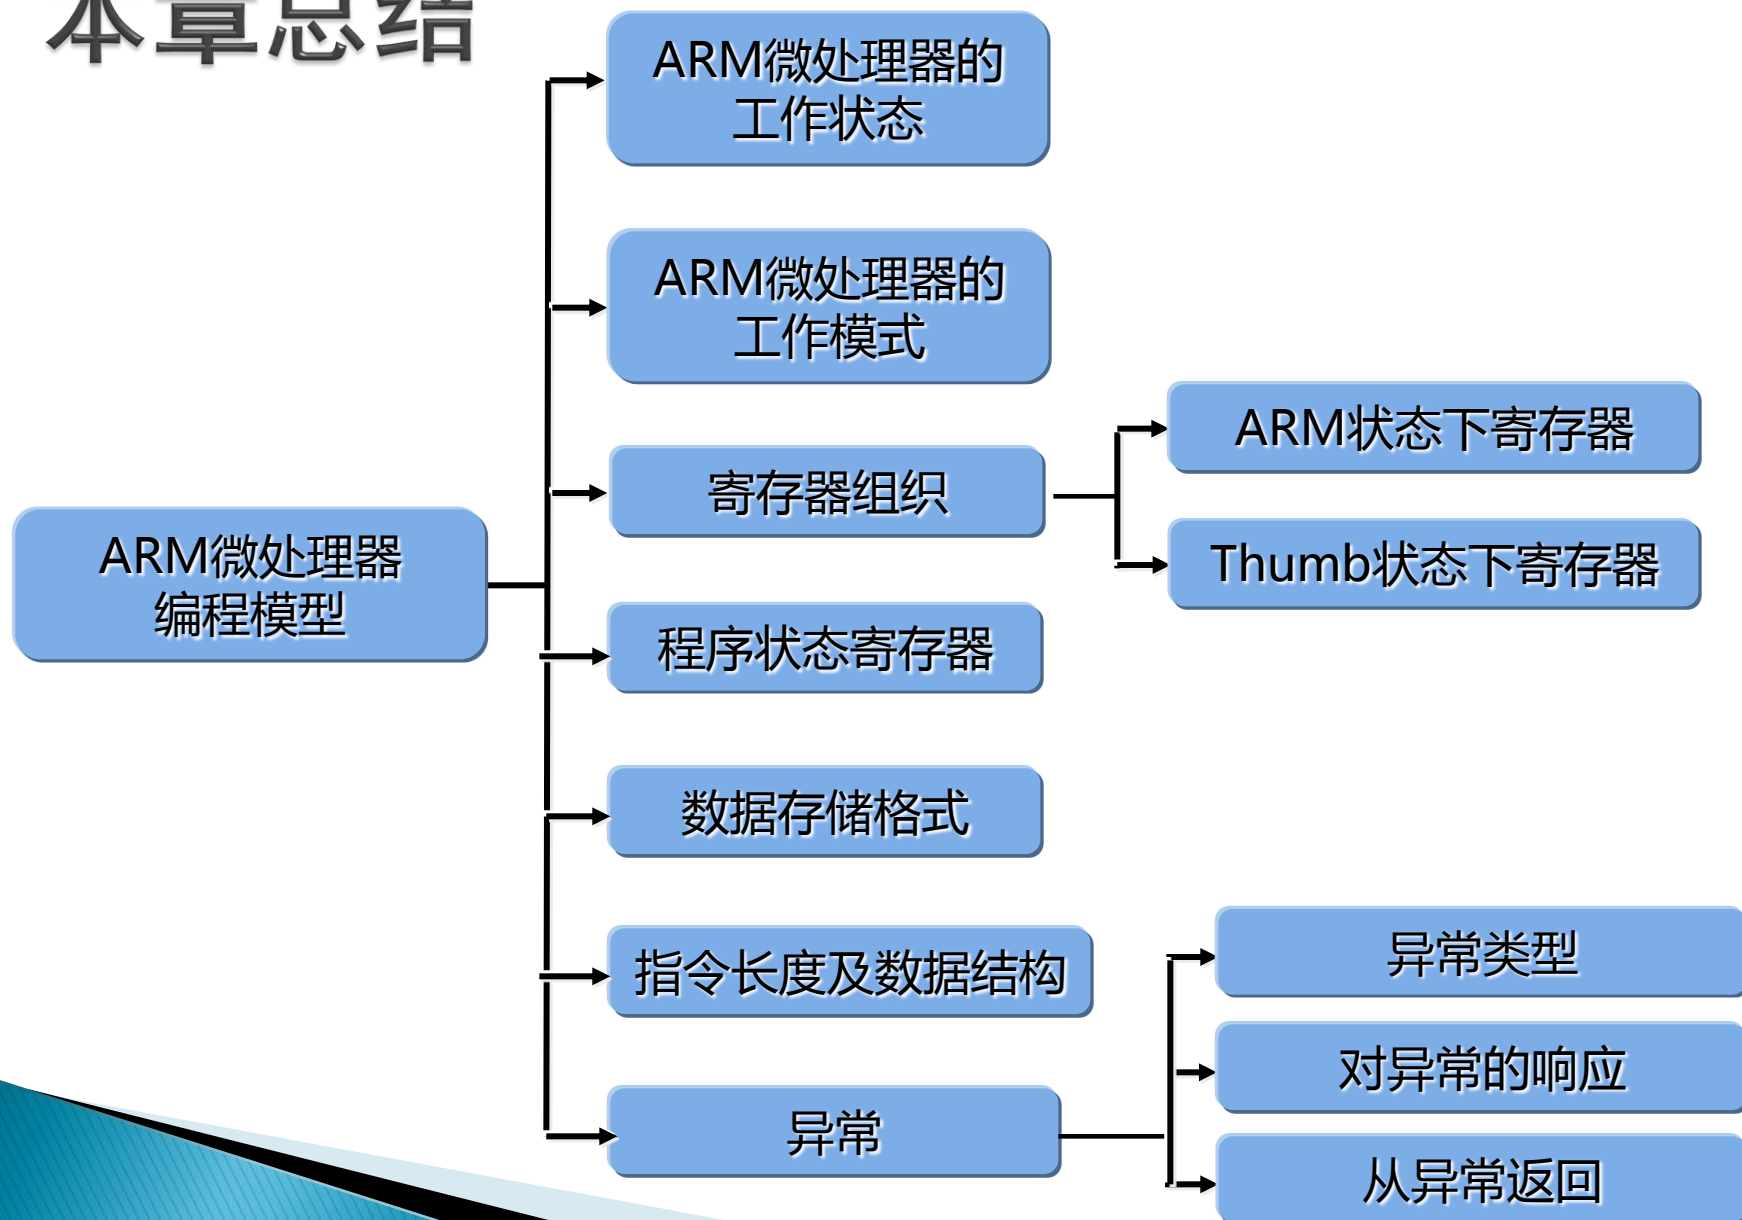 本章总结
ARM微处理器的
工作状态
ARM微处理器的
工作模式
ARM状态下寄存器
寄存器组织
Thumb状态下寄存器
ARM微处理器
编程模型
程序状态寄存器
数据存储格式
指令长度及数据结构
异常类型
对异常的响应
异常
从异常返回